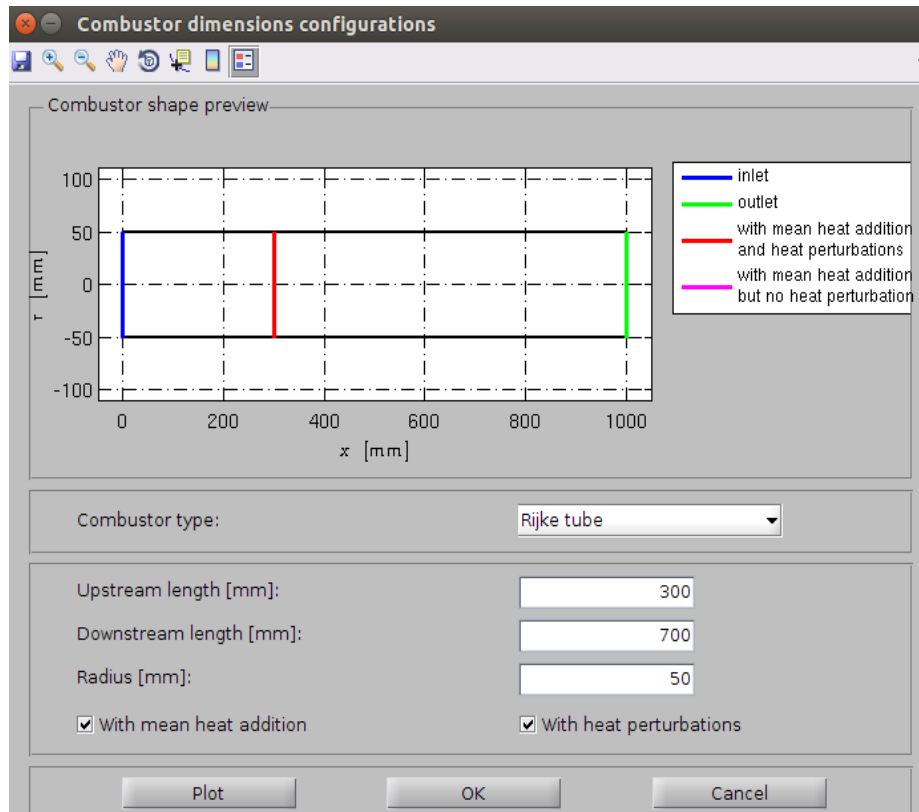 Combustor dimensions configurations
Combustor shape preview
100
50
0
-50
-100
r [mm]
0 200 400 600 800 1000
x [mm]
inlet
outlet
with mean heat addition
and heat perturbations
with mean heat addition
but no heat perturbation
Combustor type: Rijke tube
Upstream length [mm]: 300
Downstream length [mm]: 700
Radius [mm]: 50
With mean heat addition With heat perturbations
Plot OK Cancel